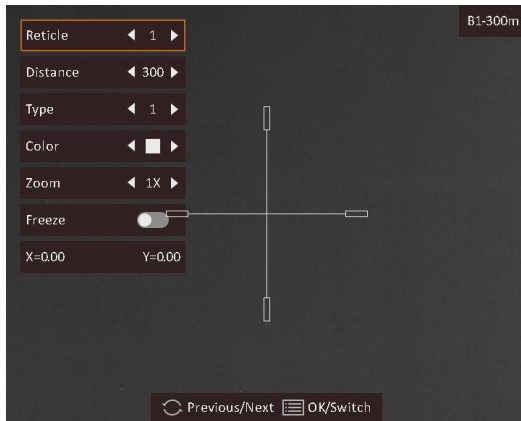 B1-300m
Reticle 1
Distance 300
Type 1
Color
Zoom 1X
Freeze
X=0.00 Y=0.00
Previous/Next OK/Switch